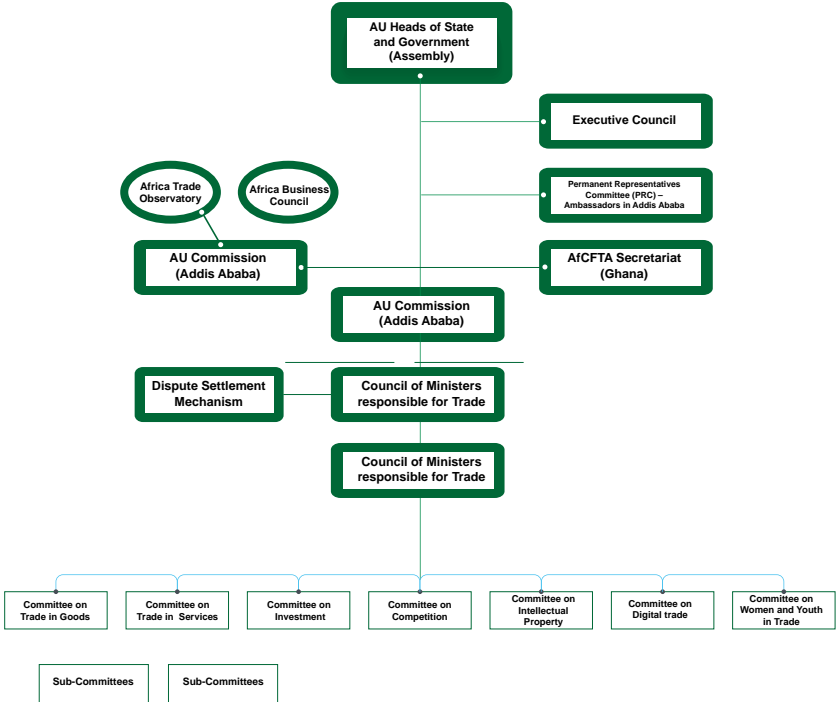 AU Heads of State
and Government
(Assembly)
Executive Council
Africa Trade
Observatory
Africa Business
Council
Permanent Representatives
Committee (PRC) –
Ambassadors in Addis Ababa
AU Commission
(Addis Ababa)
AfCFTA Secretariat
(Ghana)
AU Commission
(Addis Ababa)
Dispute Settlement
Mechanism
Council of Ministers
responsible for Trade
Council of Ministers
responsible for Trade
Committee on
Trade in Goods
Committee on
Trade in Services
Committee on
Investment
Committee on
Competition
Committee on
Intellectual
Property
Committee on
Digital trade
Committee on
Women and Youth
in Trade
Sub-Committees
Sub-Committees